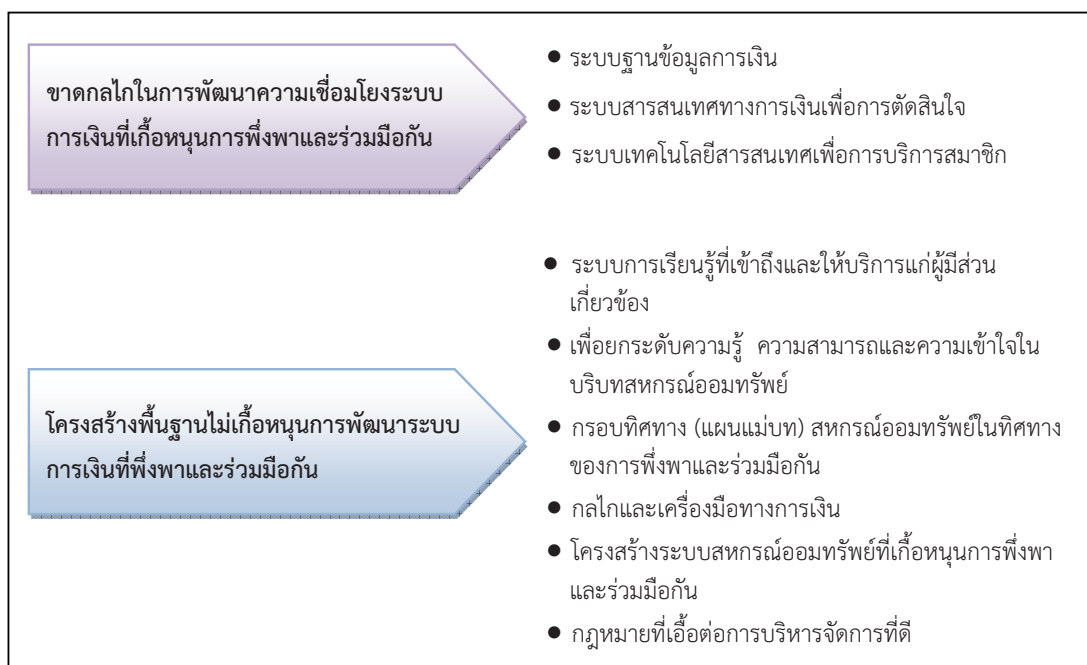 ขาดกลไกในการพัฒนาความเชื่อมโยงระบบ
การเงินที่เกื้อหนุนการพึ่งพาและร่วมมือกัน
● ระบบฐานข้อมูลการเงิน
● ระบบสารสนเทศทางการเงินเพื่อการตัดสินใจ
● ระบบเทคโนโลยีสารสนเทศเพื่อการบริการสมาชิก
โครงสร้างพื้นฐานไม่เกื้อหนุนการพัฒนาระบบ
การเงินที่พึ่งพาและร่วมมือกัน
● ระบบการเรียนรู้ที่เข้าถึงและให้บริการแก่ผู้มีส่วน
เกี่ยวข้อง
● เพื่อยกระดับความรู้ ความสามารถและความเข้าใจใน
บริบทสหกรณ์ออมทรัพย์
● กรอบทิศทาง (แผนแม่บท) สหกรณ์ออมทรัพย์ในทิศทาง
ของการพึ่งพาและร่วมมือกัน
● กลไกและเครื่องมือทางการเงิน
● โครงสร้างระบบสหกรณ์ออมทรัพย์ที่เกื้อหนุนการพึ่งพา
และร่วมมือกัน
● กฎหมายที่เอื้อต่อการบริหารจัดการที่ดี